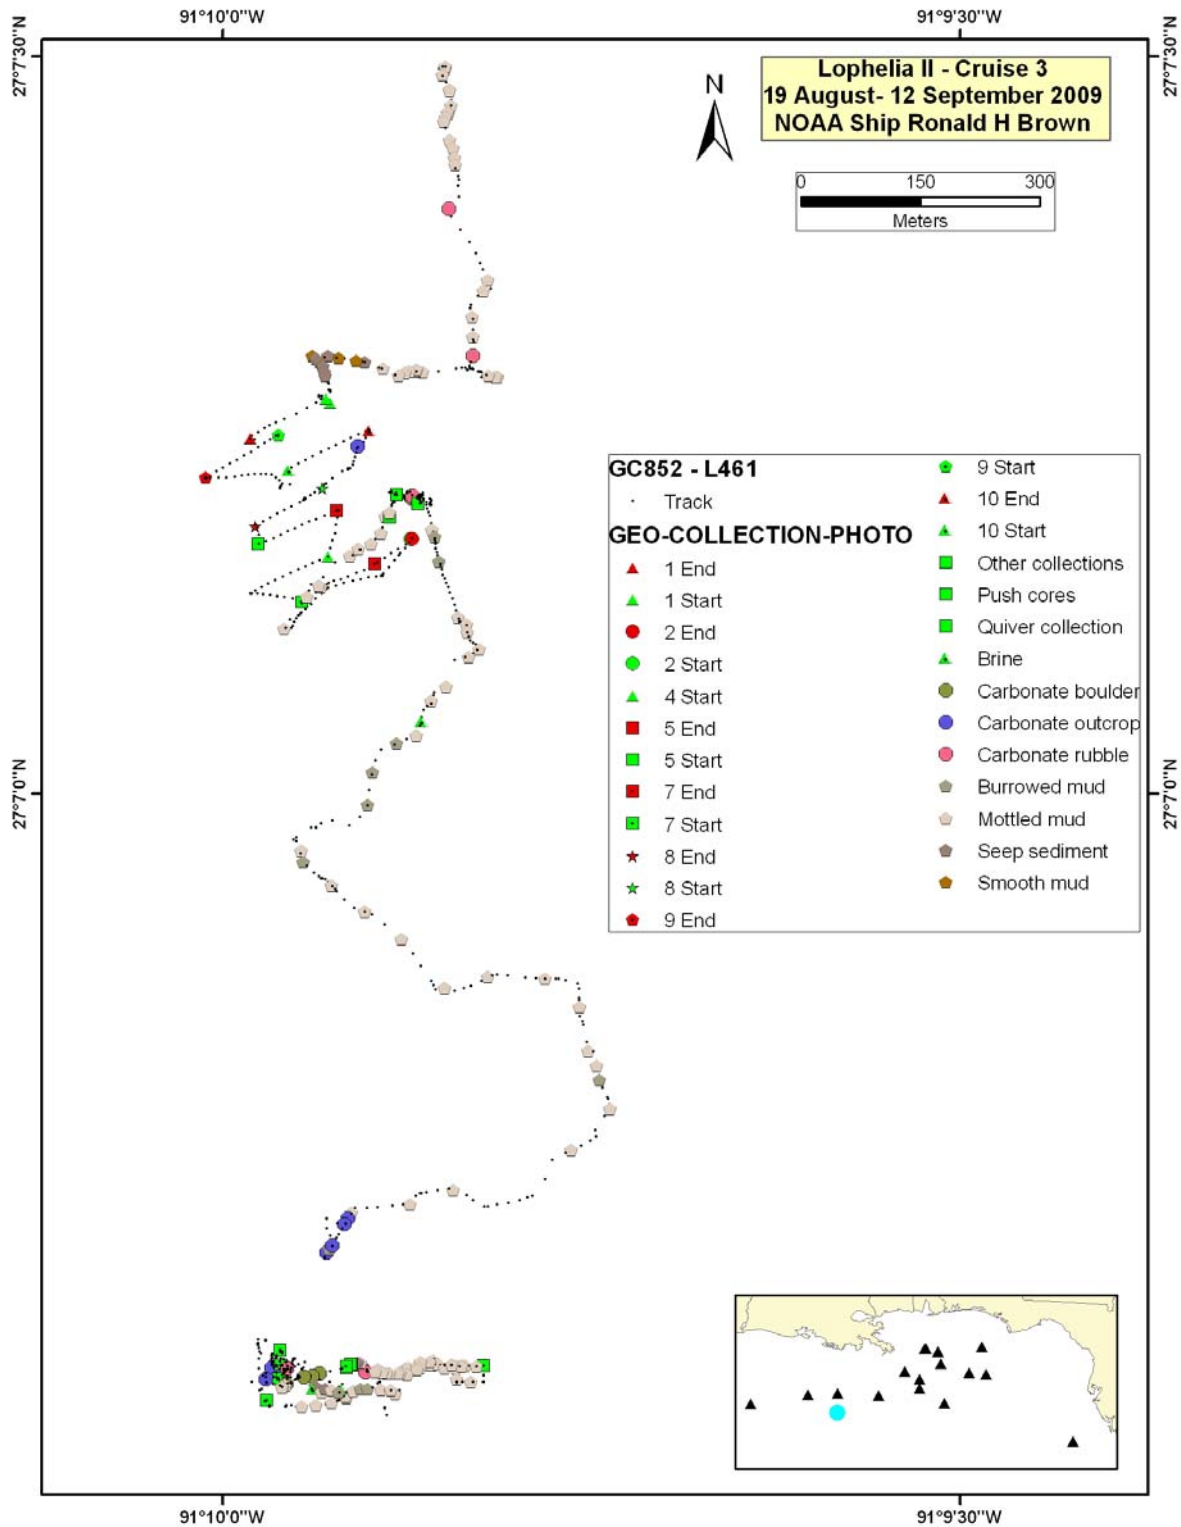 91°10'0"W
91°9'30"W
27°7'30"N
27°7'30"N
Lophelia II - Cruise 3
19 August- 12 September 2009
NOAA Ship Ronald H Brown
N
0 150 300
Meters
GC852 - L461
Track
GEO-COLLECTION-PHOTO
1 End
1 Start
2 End
2 Start
4 Start
5 End
5 Start
7 End
7 Start
8 End
8 Start
9 End
9 Start
10 End
10 Start
Other collections
Push cores
Quiver collection
Brine
Carbonate boulder
Carbonate outcrop
Carbonate rubble
Burrowed mud
Mottled mud
Seep sediment
Smooth mud
27°7'0"N
27°7'0"N
91°10'0"W
91°9'30"W